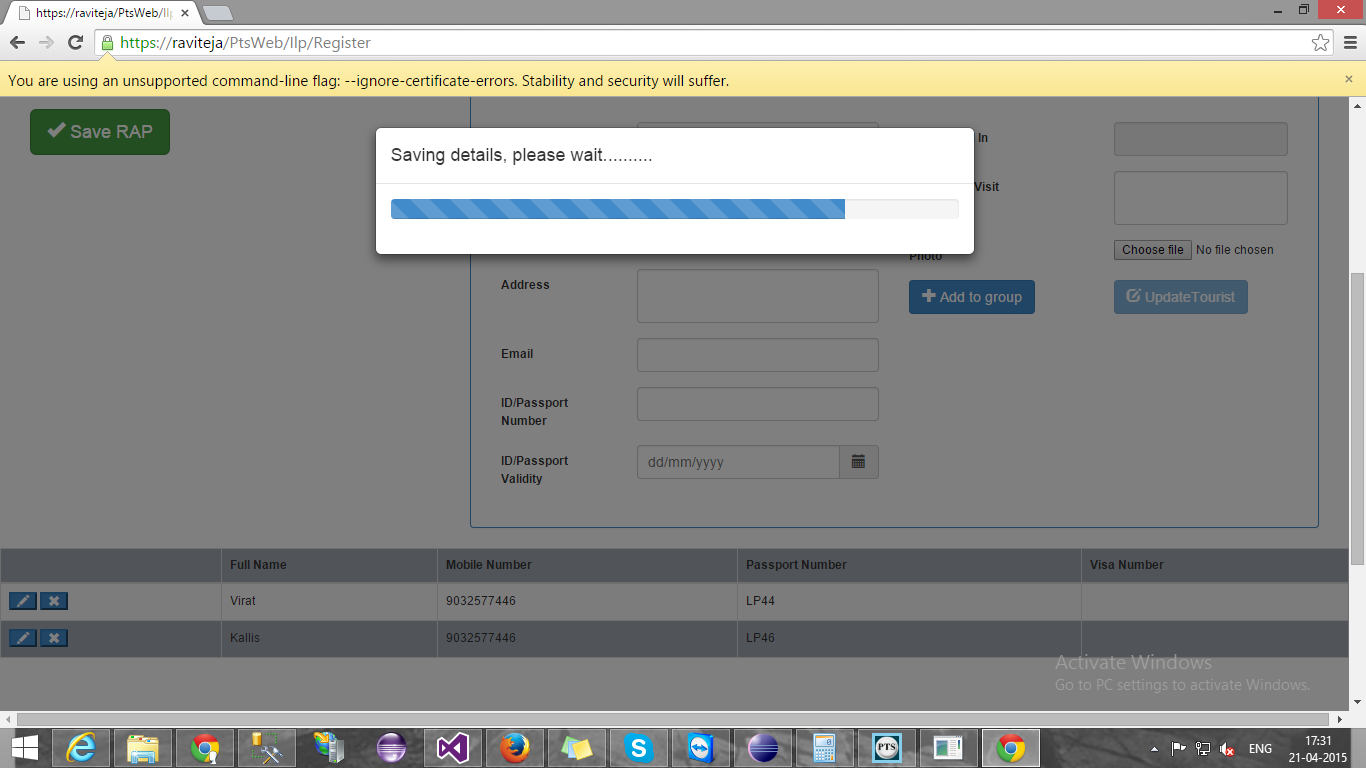 https://raviteja/PtsWeb/Ilp
https://raviteja/PtsWeb/Ilp/Register
You are using an unsupported command-line flag: --ignore-certificate-errors. Stability and security will suffer.
Save RAP
Saving details, please wait..........
In
Visit
Photo
Choose file No file chosen
Address
Add to group
UpdateTourist
Email
ID/Passport
Number
ID/Passport
Validity
dd/mm/yyyy
Full Name Mobile Number Passport Number Visa Number
Virat 9032577446 LP44
Kallis 9032577446 LP46
Activate Windows
Go to PC settings to activate Windows.
PTS
ENG
17:31
21-04-2015